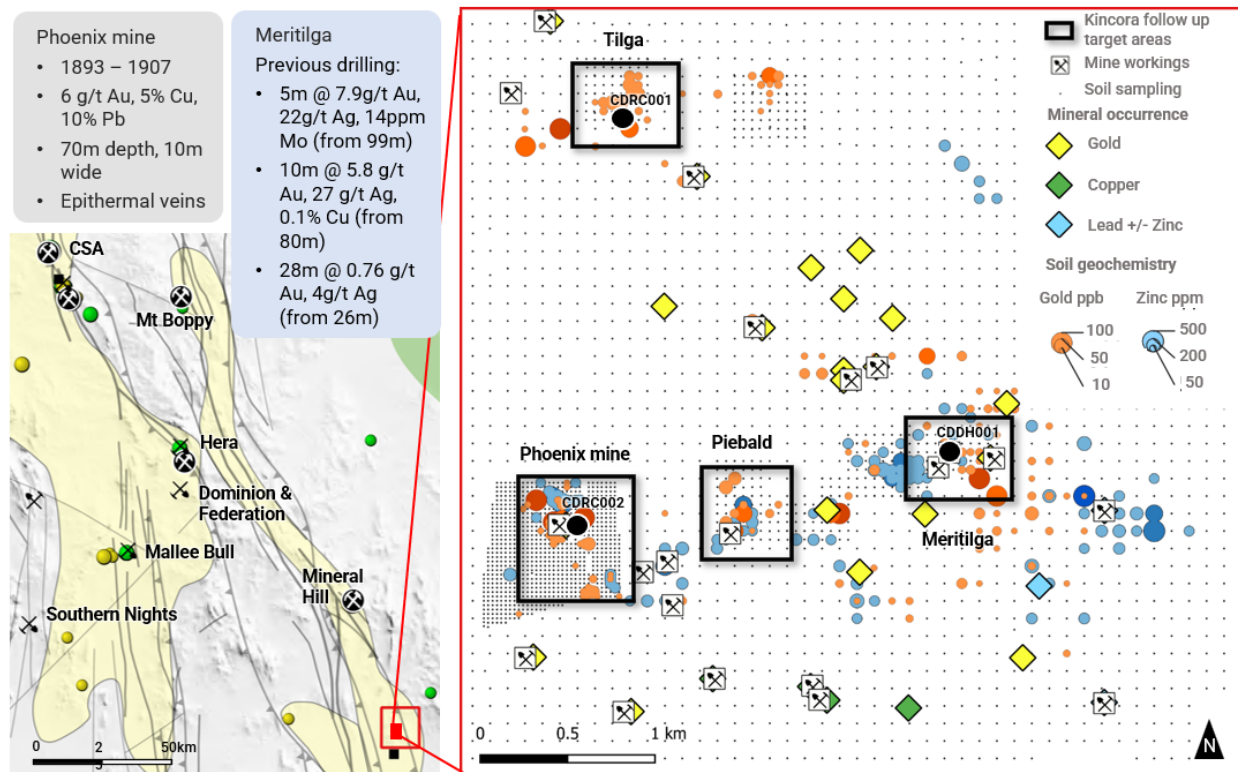 Phoenix mine
• 1893 – 1907
• 6 g/t Au, 5% Cu,
10% Pb
• 70m depth, 10m
wide
• Epithermal veins
Meritilga
Previous drilling:
• 5m @ 7.9g/t Au,
22g/t Ag, 14ppm
Mo (from 99m)
• 10m @ 5.8 g/t
Au, 27 g/t Ag,
0.1% Cu (from
80m)
• 28m @ 0.76 g/t
Au, 4g/t Ag
(from 26m)
CSA
Mt Boppy
Hera
Dominion &
Federation
Mallee Bull
Mineral
Hill
Southern Nights
0 2 50km
Tilga
CDRC001
Phoenix mine
CDRC002
Piebald
CDDH001
Meritilga
0 0.5 1 km
N
Kincora follow up
target areas
Mine workings
Soil sampling
Mineral occurrence
Gold
Copper
Lead +/- Zinc
Soil geochemistry
Gold ppb Zinc ppm
100 500
50 200
10 50